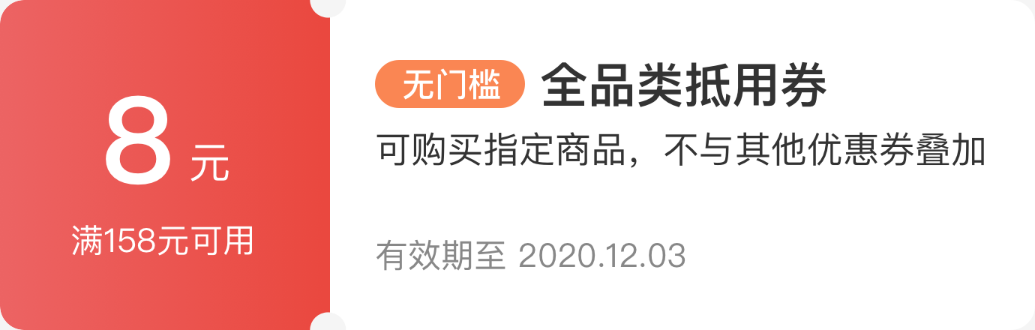 8元
满158元可用
无门槛 全品类抵用券
可购买指定商品，不与其他优惠券叠加
有效期至 2020.12.03